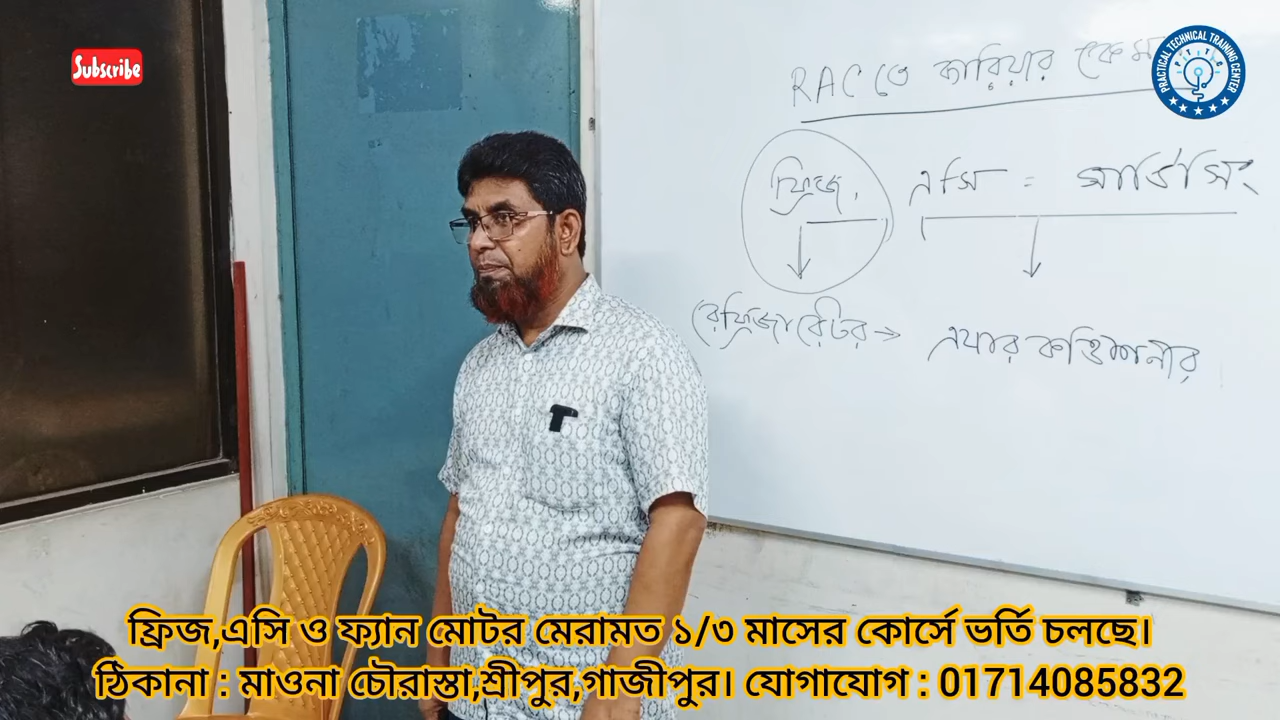 Subscribe
PRACTICAL TECHNICAL TRAINING CENTER
P T T C
RAC তে ক্যারিয়ার কেমন
ফ্রিজ, এসি = সার্ভিসিং
রেফ্রিজারেটর → এয়ার কন্ডিশনার
ফ্রিজ,এসি ও ফ্যান মোটর মেরামত ১/৩ মাসের কোর্সে ভর্তি চলছে।
ঠিকানা : মাওনা চৌরাস্তা,শ্রীপুর,গাজীপুর। যোগাযোগ : 01714085832